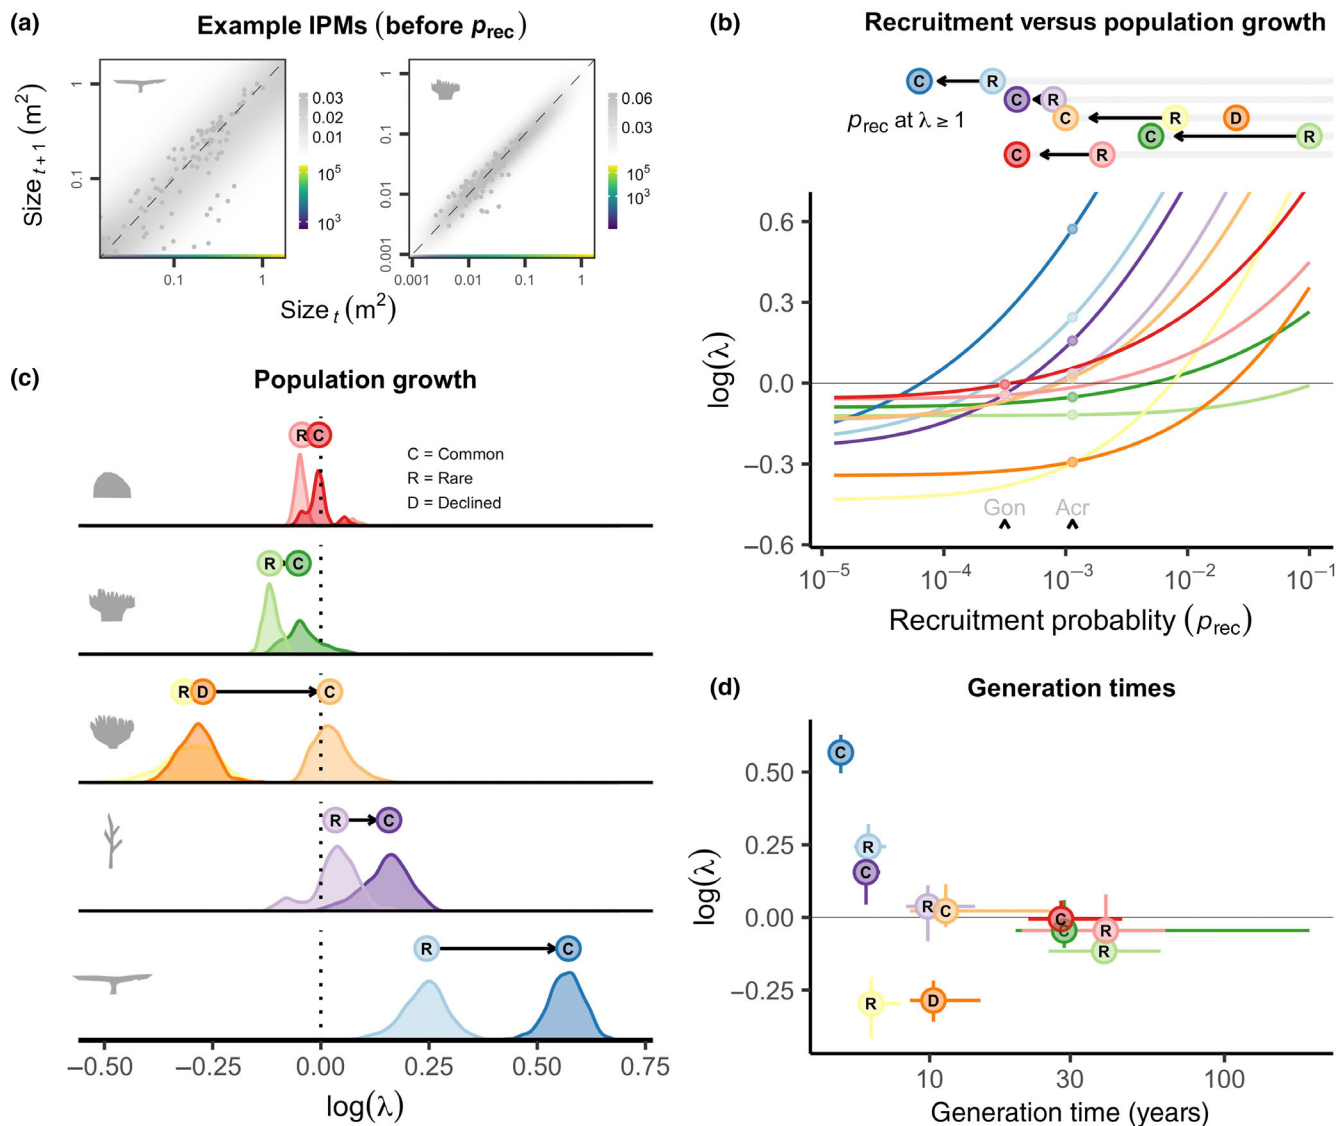 (a)
Example IPMs (before p_rec)
Size_t+1 (m²)
1
0.1
0.1
1
0.03
0.02
0.01
0
10⁵
10³
1
0.1
0.01
0.001
0.001
0.01
0.1
1
0.06
0.03
0
10⁵
10³
Size_t (m²)
(b)
Recruitment versus population growth
C R
C R
C R D
C R
C R
p_rec at λ ≥ 1
log(λ)
0.6
0.3
0.0
−0.3
−0.6
Gon Acr
10⁻⁵ 10⁻⁴ 10⁻³ 10⁻² 10⁻¹
Recruitment probablity (p_rec)
(c)
Population growth
R C
C = Common
R = Rare
D = Declined
R C
R D C
R C
R C
−0.50 −0.25 0.00 0.25 0.50 0.75
log(λ)
(d)
Generation times
log(λ)
0.50
0.25
0.00
−0.25
C
R
C
R C
C
C R
R
R D
10 30 100
Generation time (years)